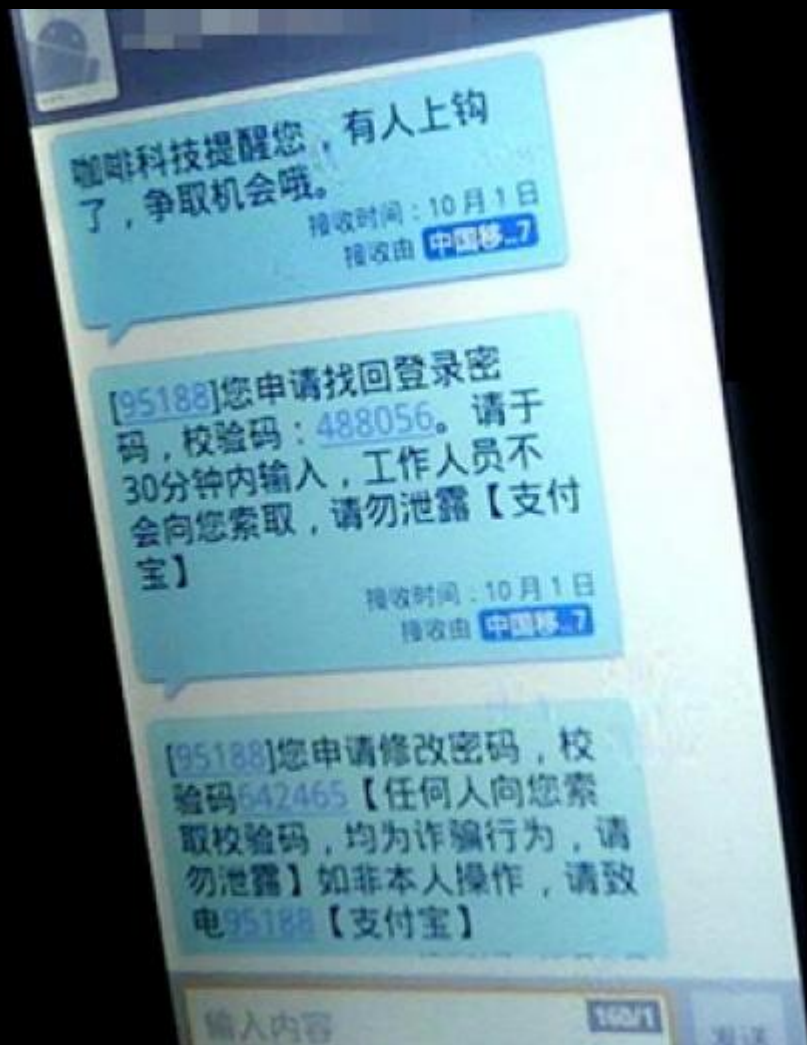 咖啡科技提醒您，有人上钩
了，争取机会哦。
接收时间：10月1日
接收由 中国移..7
[95188]您申请找回登录密
码，校验码：488056。请于
30分钟内输入，工作人员不
会向您索取，请勿泄露【支付
宝】
接收时间：10月1日
接收由 中国移..7
[95188]您申请修改密码，校
验码642465【任何人向您索
取校验码，均为诈骗行为，请
勿泄露】如非本人操作，请致
电95188【支付宝】
输入内容
160/1
发送